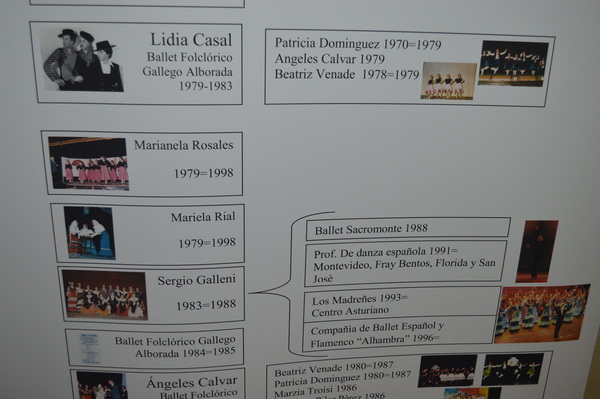 Lidia Casal
Ballet Folclórico
Gallego Alborada
1979-1983
Patricia Dominguez 1970=1979
Angeles Calvar 1979
Beatriz Venade 1978=1979
Marianela Rosales
1979=1998
Mariela Rial
1979=1998
Sergio Galleni
1983=1988
Ballet Sacromonte 1988
Prof. De danza española 1991=
Montevideo, Fray Bentos, Florida y San
José
Los Madreñes 1993=
Centro Asturiano
Compañia de Ballet Español y
Flamenco “Alhambra” 1996=
Ballet Folclórico Gallego
Alborada 1984=1985
Ángeles Calvar
Ballet Folclórico
Beatriz Venade 1980=1987
Patricia Dominguez 1980=1987
Marzia Troisi 1986
Pérez 1986